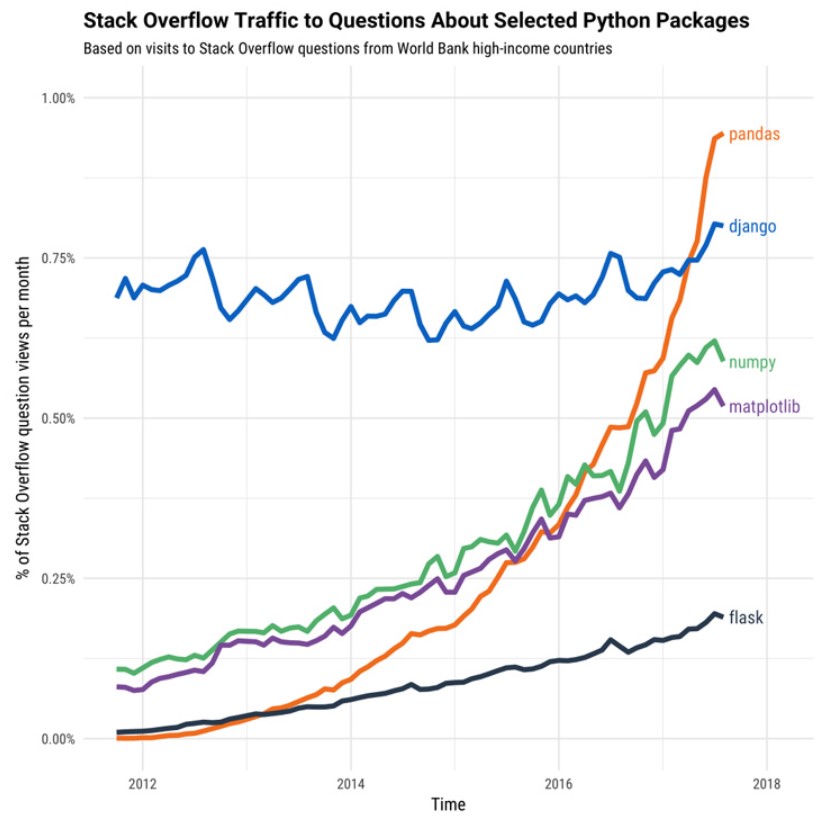 Stack Overflow Traffic to Questions About Selected Python Packages
Based on visits to Stack Overflow questions from World Bank high-income countries
% of Stack Overflow question views per month
1.00%
0.75%
0.50%
0.25%
0.00%
pandas
django
numpy
matplotlib
flask
2012
2014
2016
2018
Time